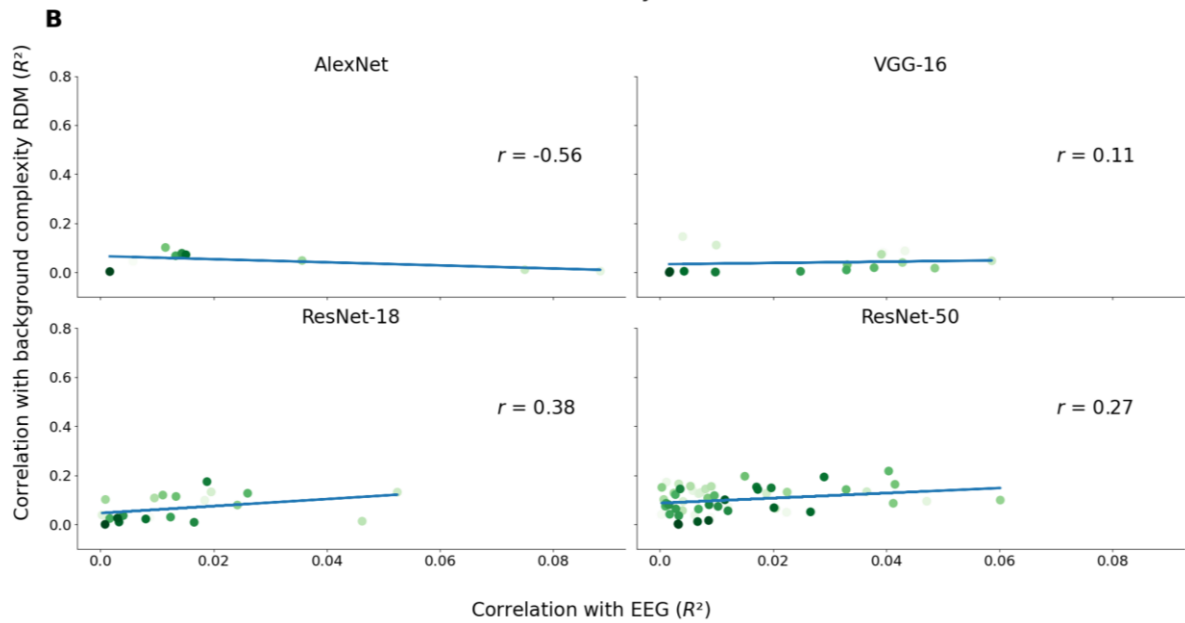 B
Correlation with background complexity RDM (R²)
AlexNet
VGG-16
0.8
0.6
0.4
0.2
0.0
r = -0.56
r = 0.11
ResNet-18
ResNet-50
0.8
0.6
0.4
0.2
0.0
r = 0.38
r = 0.27
0.0 0.02 0.04 0.06 0.08
0.0 0.02 0.04 0.06 0.08
Correlation with EEG (R²)